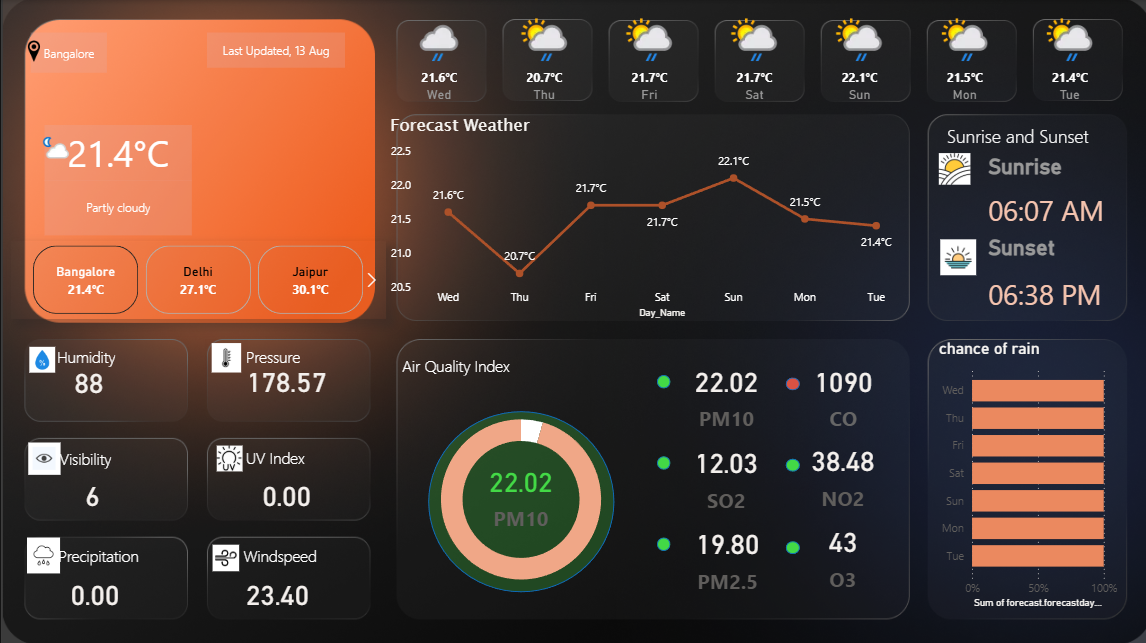 Bangalore
Last Updated, 13 Aug
21.4°C
Partly cloudy
Bangalore
21.4°C
Delhi
27.1°C
Jaipur
30.1°C
21.6°C
Wed
20.7°C
Thu
21.7°C
Fri
21.7°C
Sat
22.1°C
Sun
21.5°C
Mon
21.4°C
Tue
Forecast Weather
22.5
22.0
21.5
21.0
20.5
21.6°C
20.7°C
21.7°C
21.7°C
22.1°C
21.5°C
21.4°C
Wed Thu Fri Sat Sun Mon Tue
Day_Name
Sunrise and Sunset
Sunrise
06:07 AM
Sunset
06:38 PM
%
Humidity
88
Pressure
178.57
Visibility
6
UV
UV Index
0.00
Precipitation
0.00
Windspeed
23.40
Air Quality Index
22.02
PM10
22.02
PM10
1090
CO
12.03
SO2
38.48
NO2
19.80
PM2.5
43
O3
chance of rain
Wed
Thu
Fri
Sat
Sun
Mon
Tue
0% 50% 100%
Sum of forecast.forecastday...